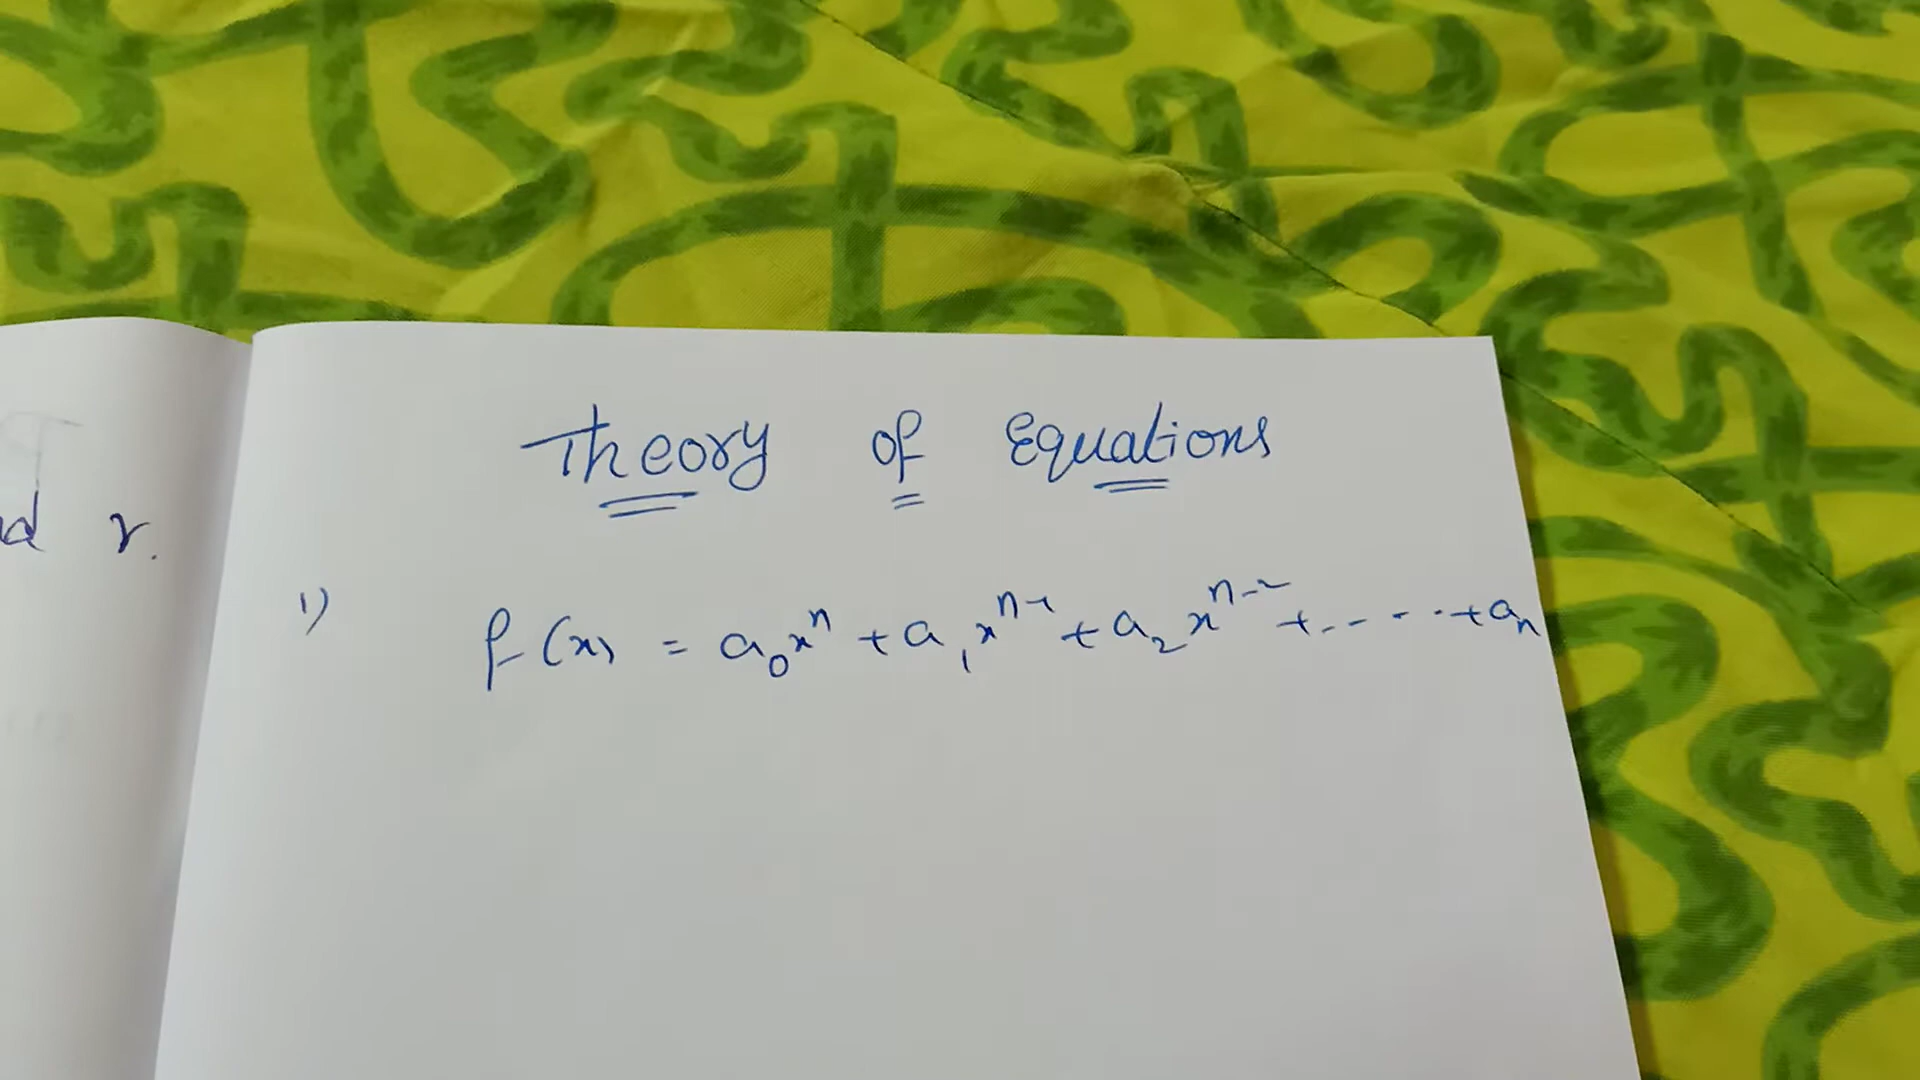 d r.
Theory of Equations
1) f(x) = a₀xⁿ + a₁xⁿ⁻¹ + a₂xⁿ⁻² + - - - - - + aₙ